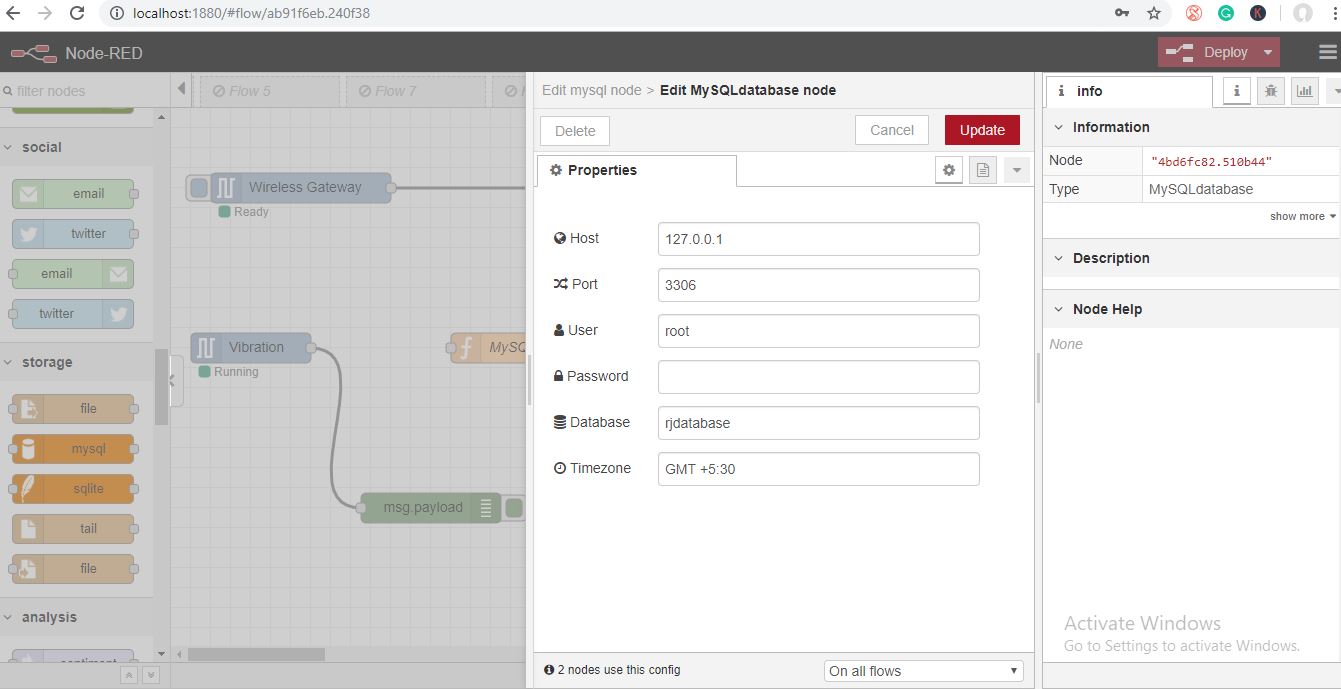 localhost:1880/#flow/ab91f6eb.240f38
Node-RED
Deploy
filter nodes
Flow 5
Flow 7
Edit mysql node > Edit MySQLdatabase node
info
Delete
Cancel
Update
Information
social
Properties
Node
"4bd6fc82.510b44"
Type
MySQLdatabase
show more
email
Wireless Gateway
Ready
twitter
Host
127.0.0.1
Description
email
Port
3306
twitter
Node Help
User
root
Vibration
MySQ
None
storage
Running
Password
file
Database
rjdatabase
mysql
Timezone
GMT +5:30
sqlite
msg.payload
tail
file
analysis
Activate Windows
Go to Settings to activate Windows.
sentiment
2 nodes use this config
On all flows